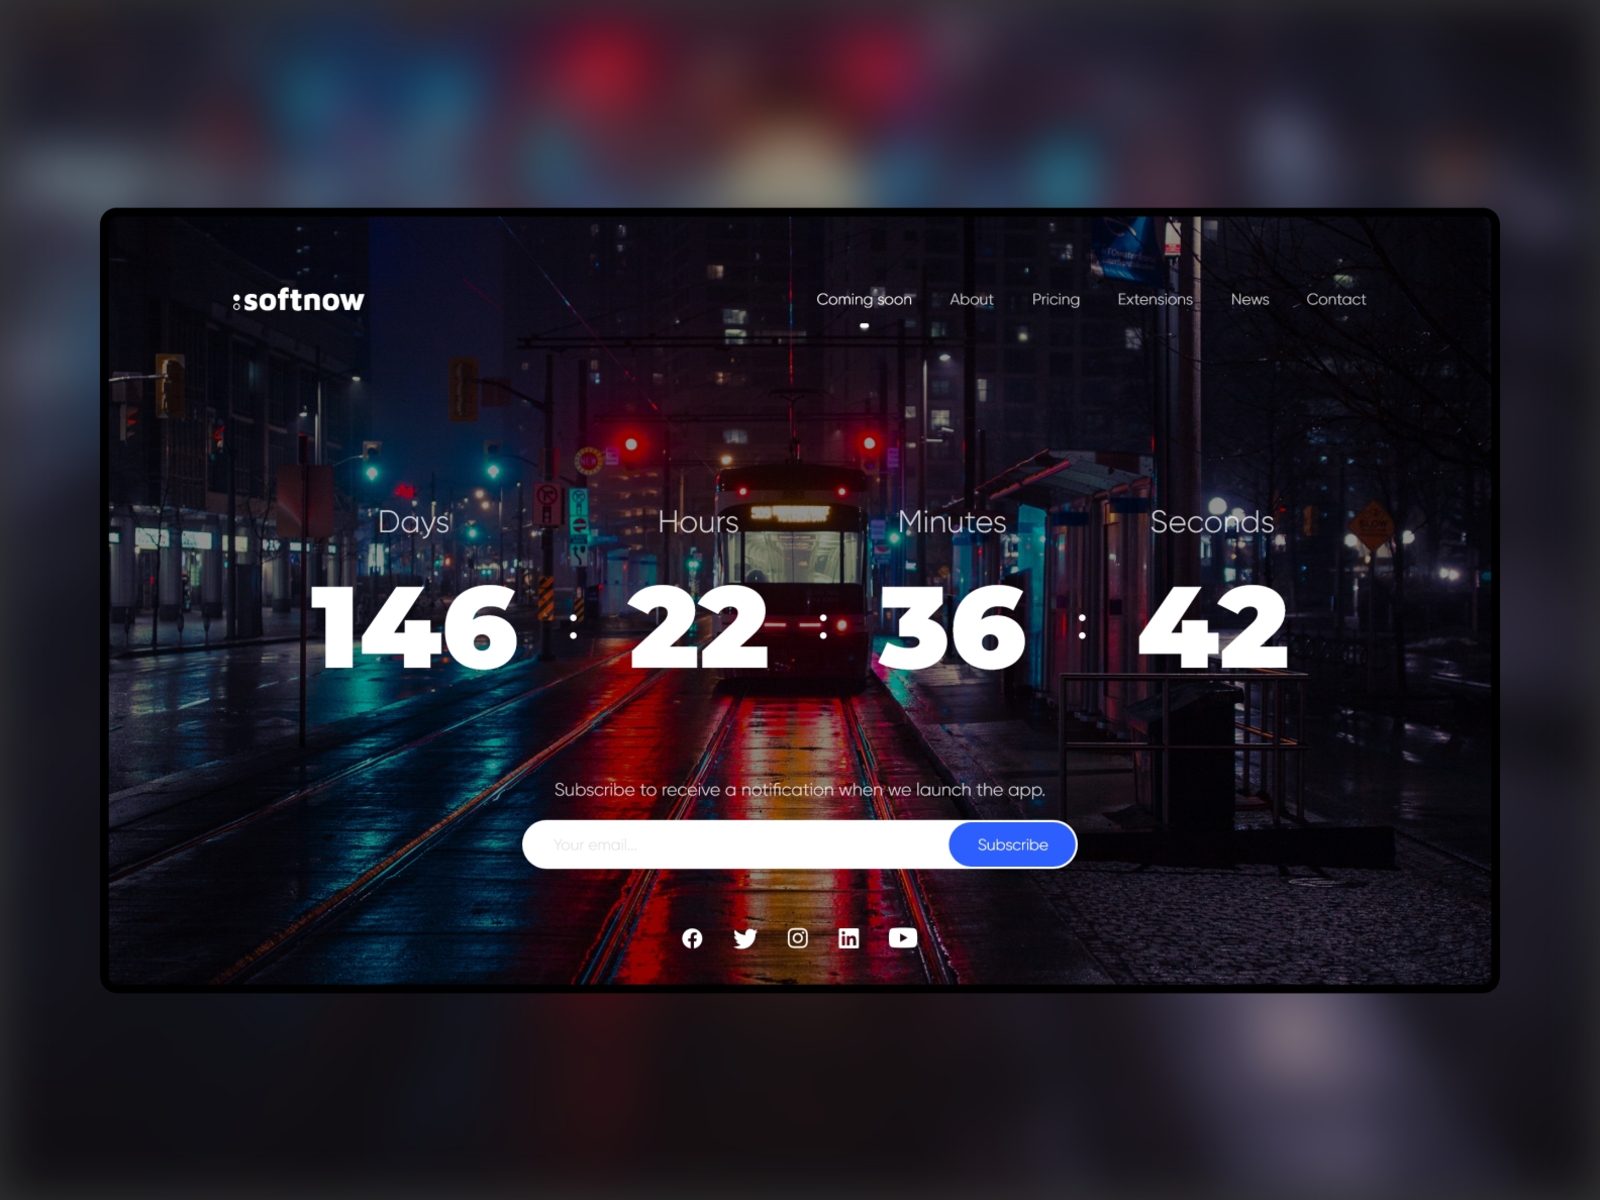 :softnow
Coming soon About Pricing Extensions News Contact
Days Hours Minutes Seconds
146 : 22 : 36 : 42
Subscribe to receive a notification when we launch the app.
Your email... Subscribe